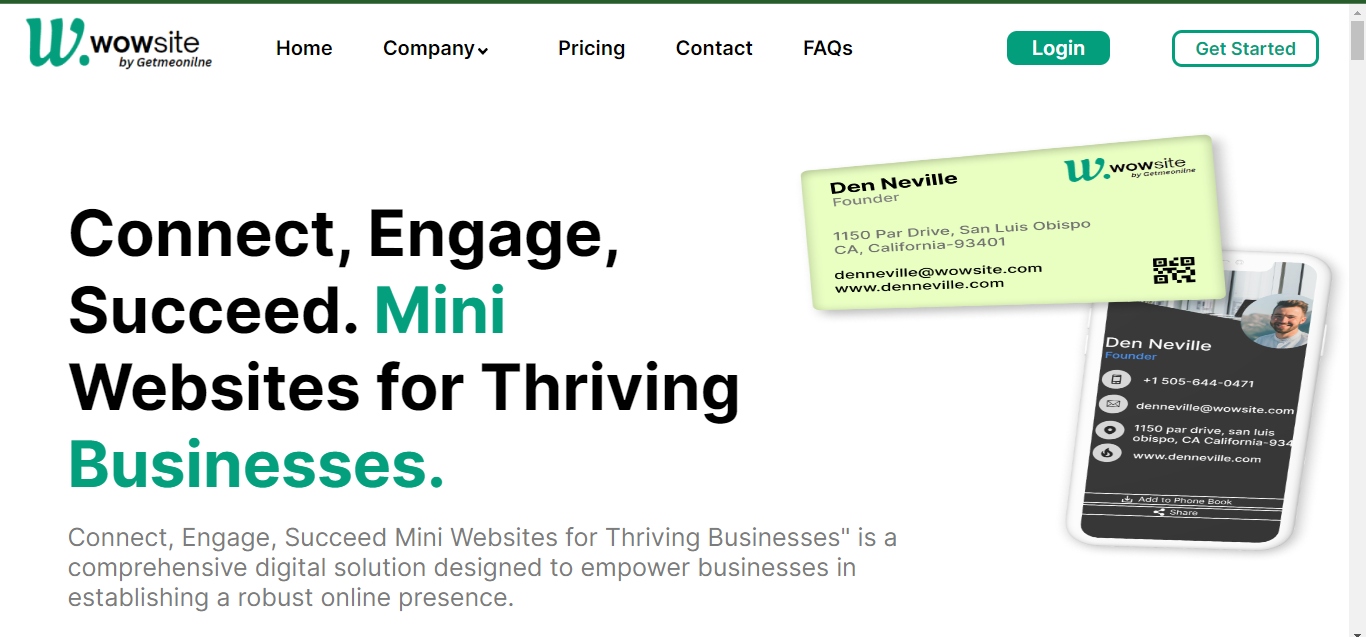 W.wowsite
by Getmeonilne
Home
Company
Pricing
Contact
FAQs
Login
Get Started
Connect, Engage,
Succeed. Mini
Websites for Thriving
Businesses.
Connect, Engage, Succeed Mini Websites for Thriving Businesses" is a
comprehensive digital solution designed to empower businesses in
establishing a robust online presence.
Den Neville
Founder
W.wowsite
by Getmeonilne
1150 Par Drive, San Luis Obispo
CA, California-93401
denneville@wowsite.com
www.denneville.com
Den Neville
Founder
+1 505-644-0471
denneville@wowsite.com
1150 par drive, san luis
obispo, CA California-934
www.denneville.com
Add to Phone Book
Share